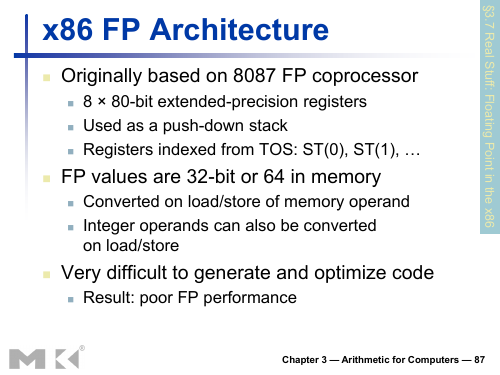 x86 FP Architecture
§3.7 Real Stuff: Floating Point in the x86
Originally based on 8087 FP coprocessor
8 × 80-bit extended-precision registers
Used as a push-down stack
Registers indexed from TOS: ST(0), ST(1), …
FP values are 32-bit or 64 in memory
Converted on load/store of memory operand
Integer operands can also be converted
on load/store
Very difficult to generate and optimize code
Result: poor FP performance
MK®
Chapter 3 — Arithmetic for Computers — 87